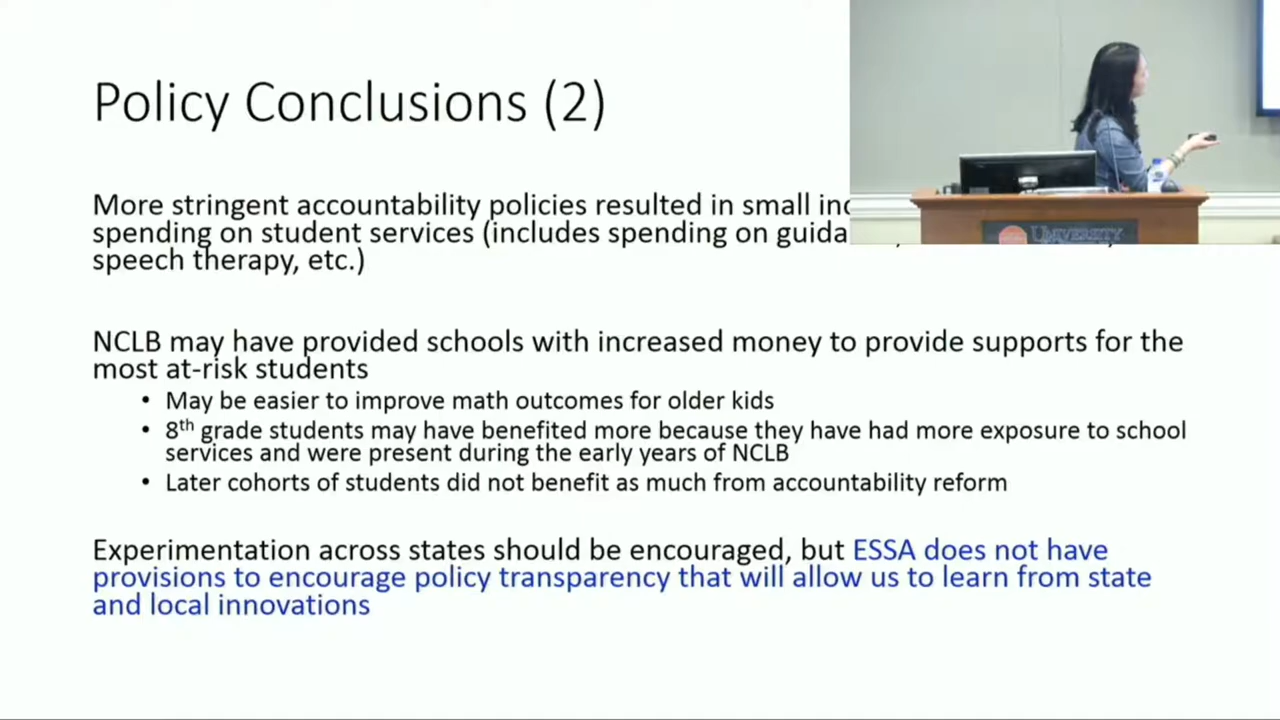 Policy Conclusions (2)
More stringent accountability policies resulted in small
spending on student services (includes spending on
speech therapy, etc.)
NCLB may have provided schools with increased money to provide supports for the
most at-risk students
• May be easier to improve math outcomes for older kids
• 8th grade students may have benefited more because they have had more exposure to school
services and were present during the early years of NCLB
• Later cohorts of students did not benefit as much from accountability reform
Experimentation across states should be encouraged, but ESSA does not have
provisions to encourage policy transparency that will allow us to learn from state
and local innovations
UNIVERSITY